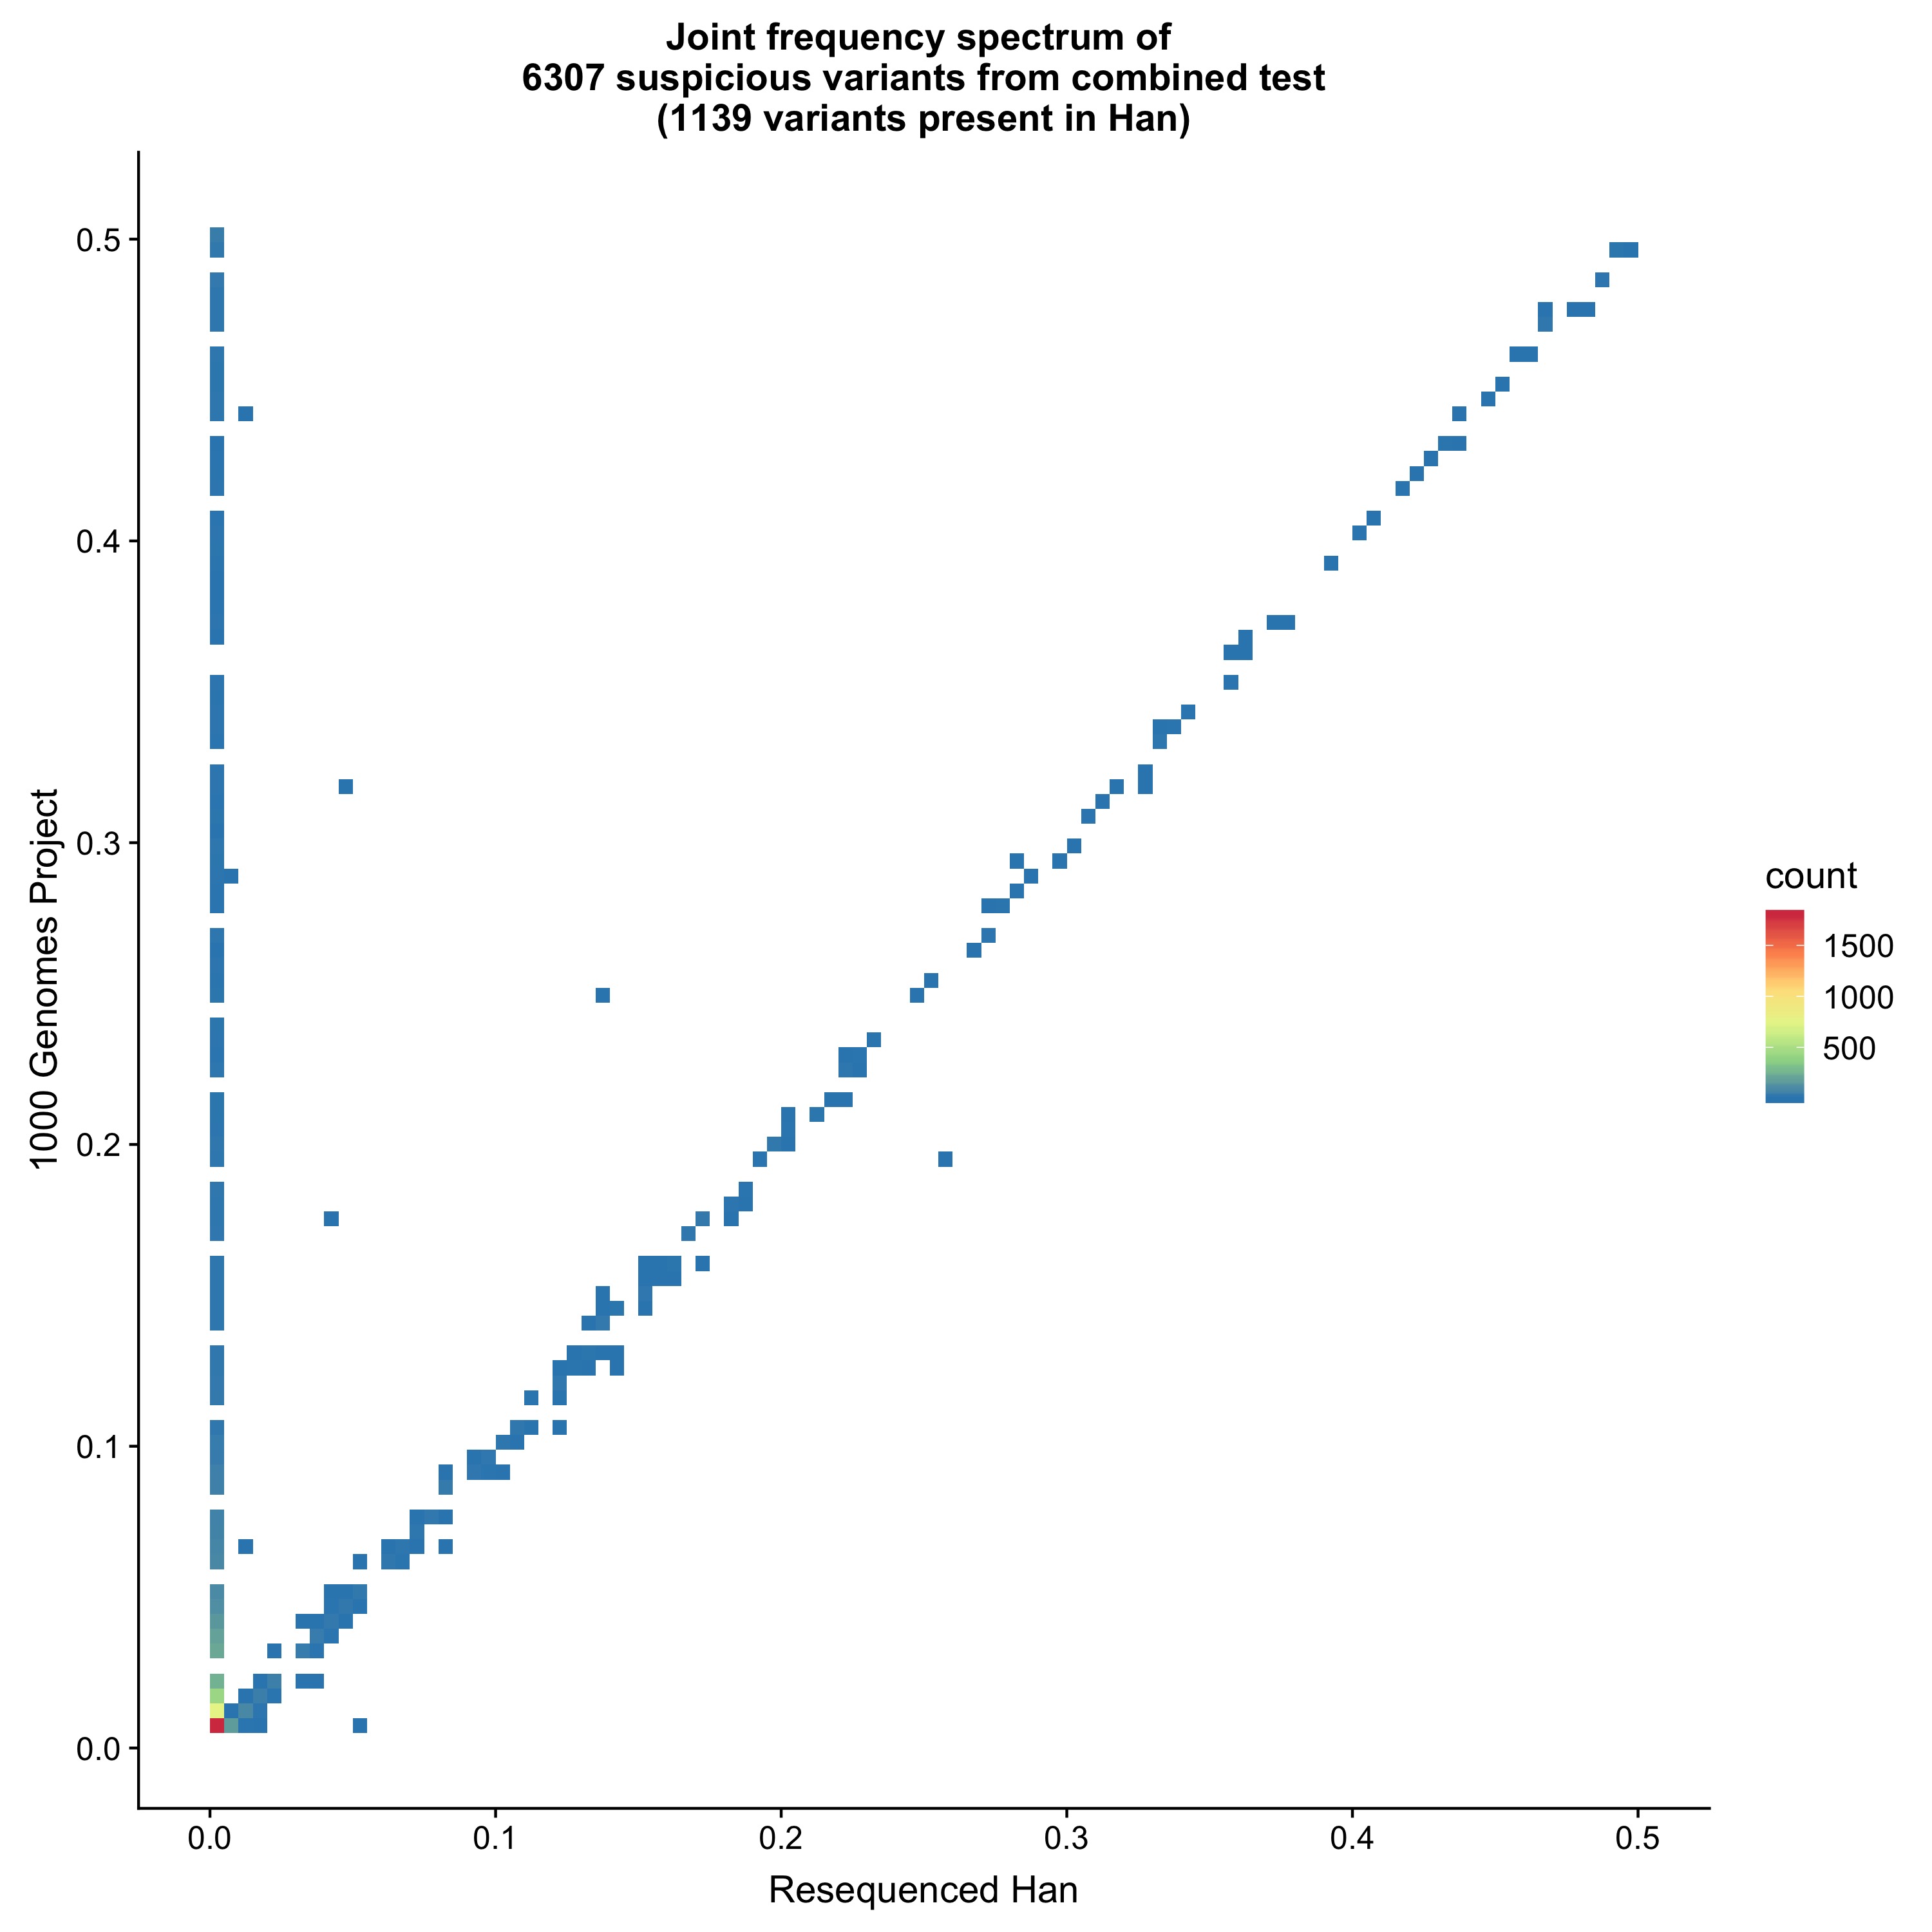 Joint frequency spectrum of
6307 suspicious variants from combined test
(1139 variants present in Han)
1000 Genomes Project
0.5
0.4
0.3
0.2
0.1
0.0
0.0 0.1 0.2 0.3 0.4 0.5
Resequenced Han
count
1500
1000
500